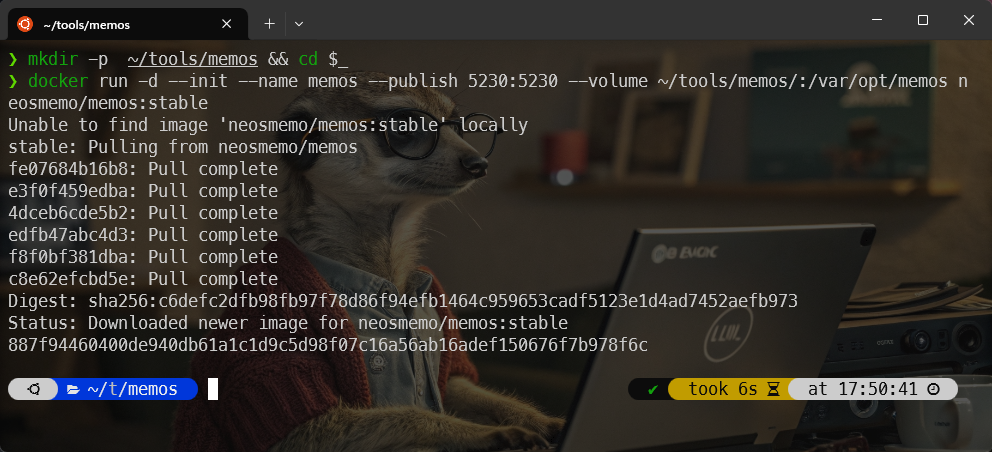 ~/tools/memos
❯ mkdir -p  ~/tools/memos && cd $_
❯ docker run -d --init --name memos --publish 5230:5230 --volume ~/tools/memos/:/var/opt/memos n
eosmemo/memos:stable
Unable to find image 'neosmemo/memos:stable' locally
stable: Pulling from neosmemo/memos
fe07684b16b8: Pull complete
e3f0f459edba: Pull complete
4dceb6cde5b2: Pull complete
edfb47abc4d3: Pull complete
f8f0bf381dba: Pull complete
c8e62efcbd5e: Pull complete
Digest: sha256:c6defc2dfb98fb97f78d86f94efb1464c959653cadf5123e1d4ad7452aefb973
Status: Downloaded newer image for neosmemo/memos:stable
887f94460400de940db61a1c1d9c5d98f07c16a56ab16adef150676f7b978f6c
~/t/memos ✔ took 6s at 17:50:41